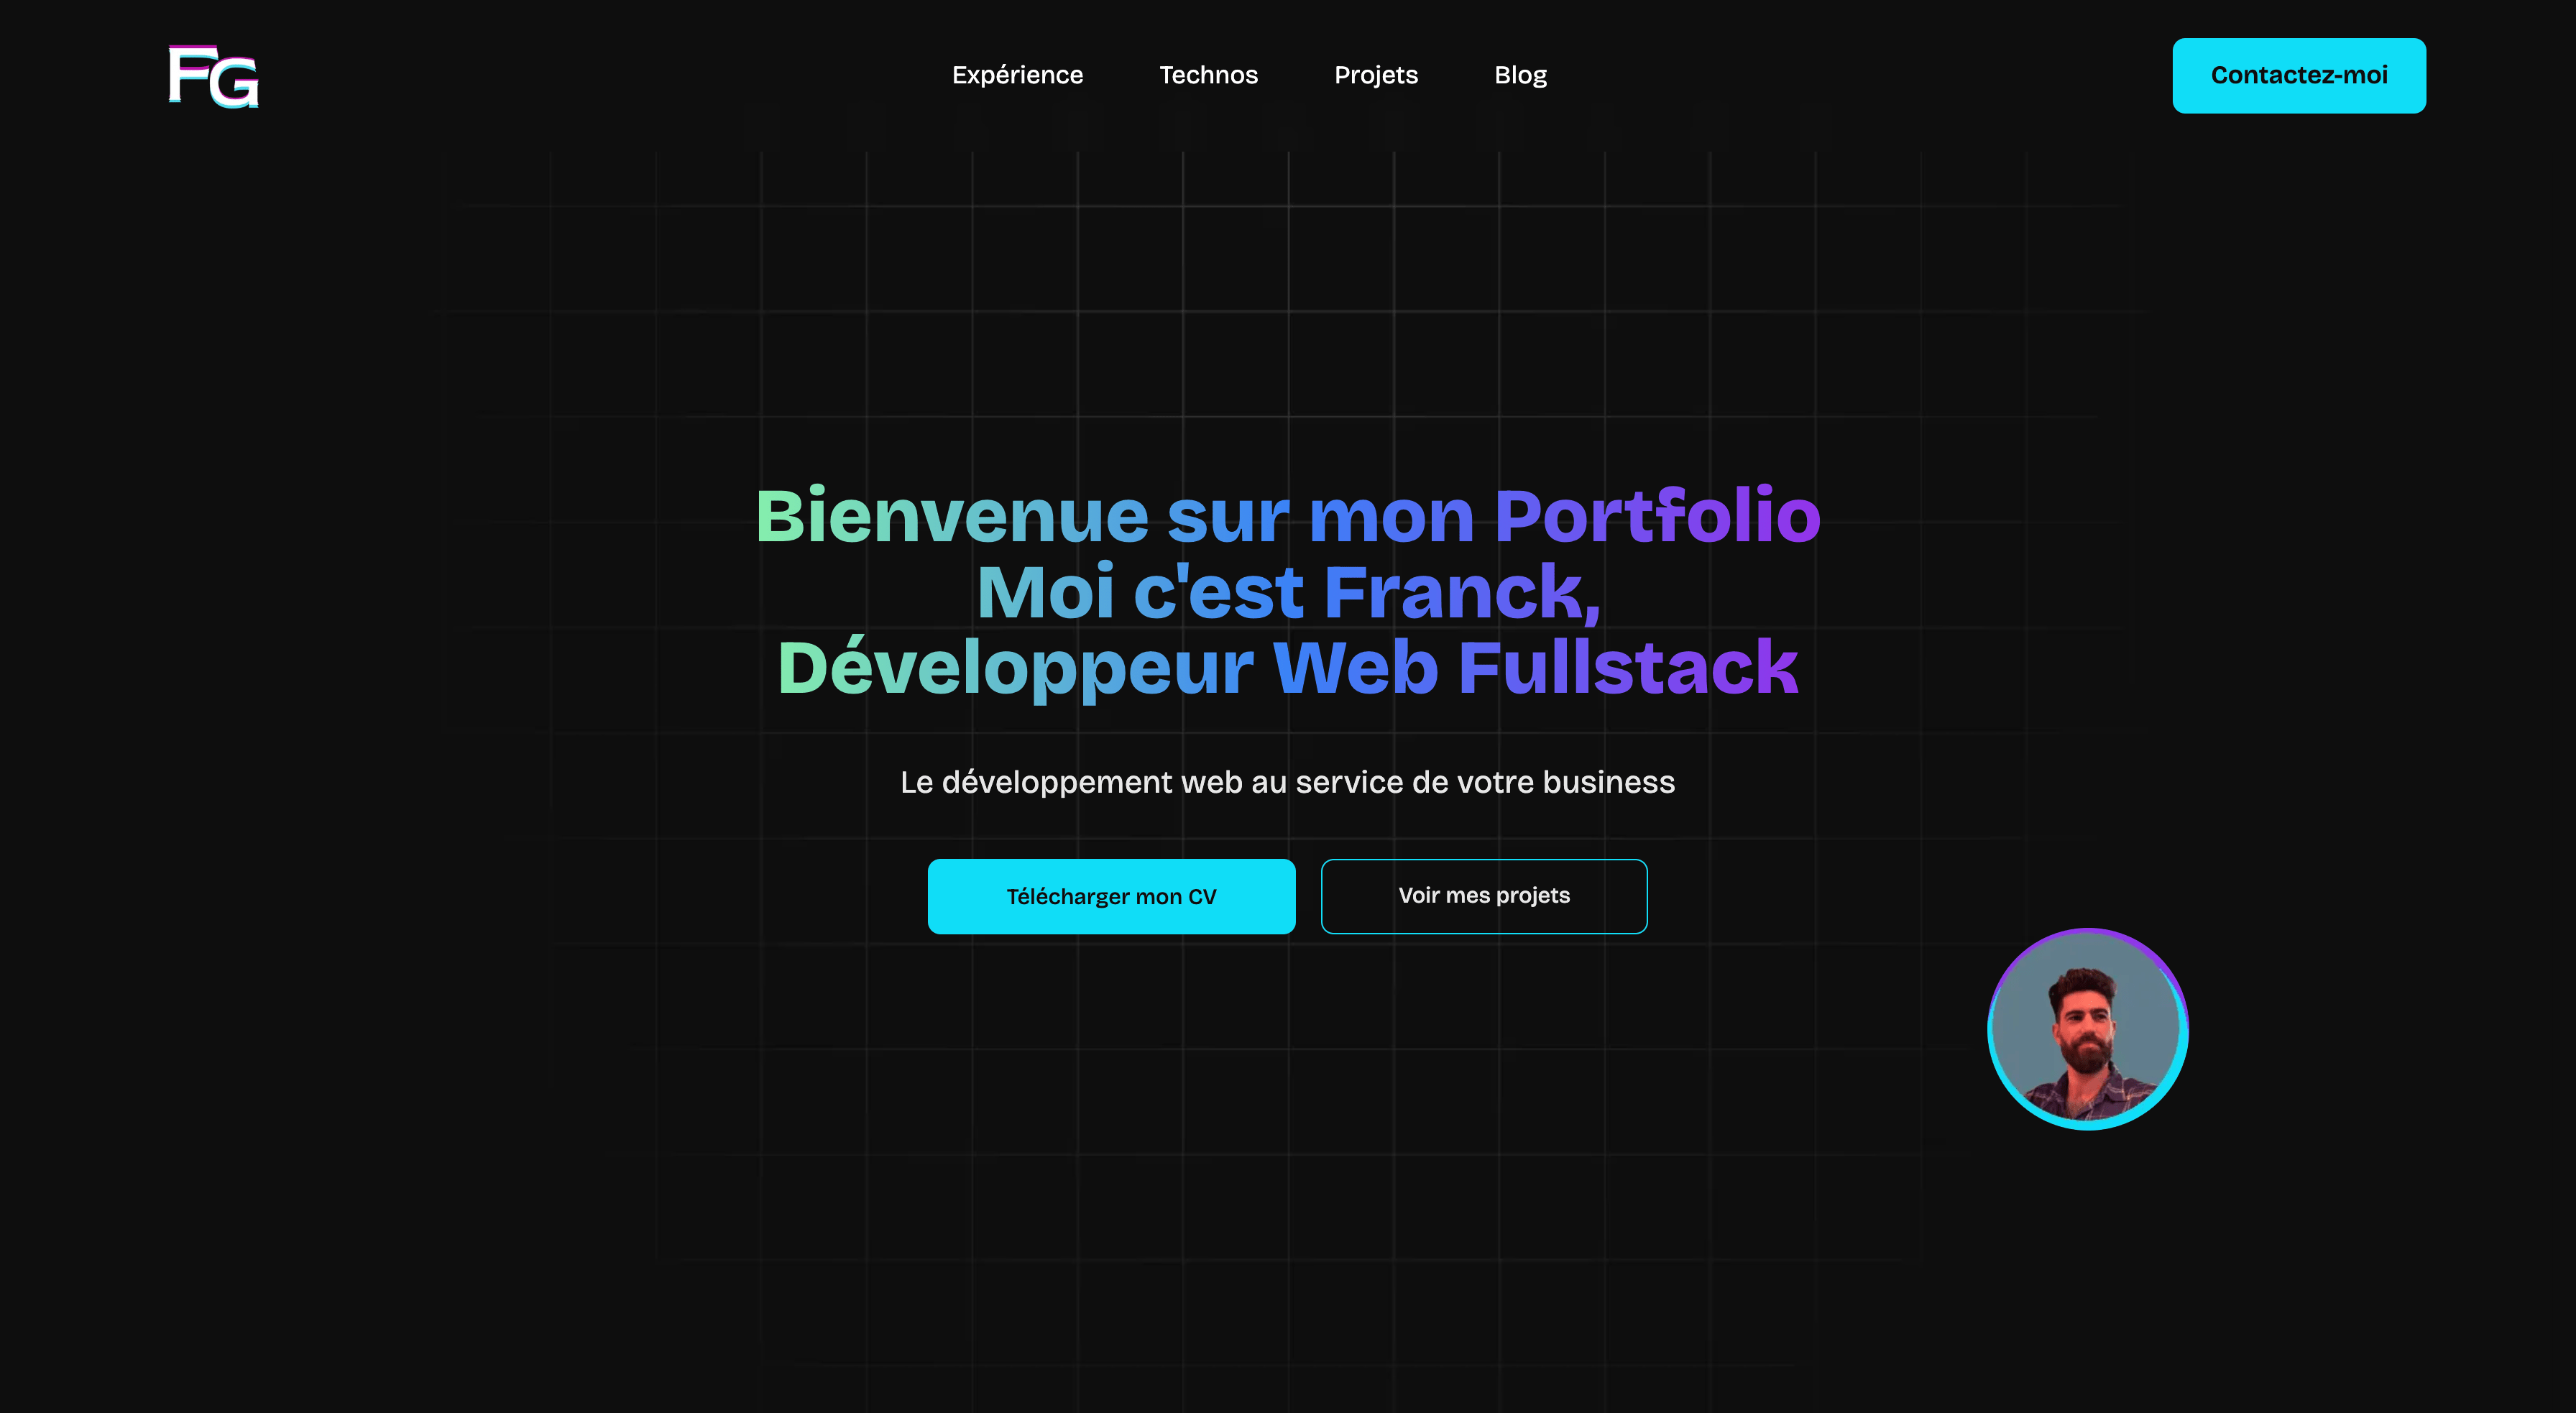 FG
Expérience
Technos
Projets
Blog
Contactez-moi
Bienvenue sur mon Portfolio
Moi c'est Franck,
Développeur Web Fullstack
Le développement web au service de votre business
Télécharger mon CV
Voir mes projets